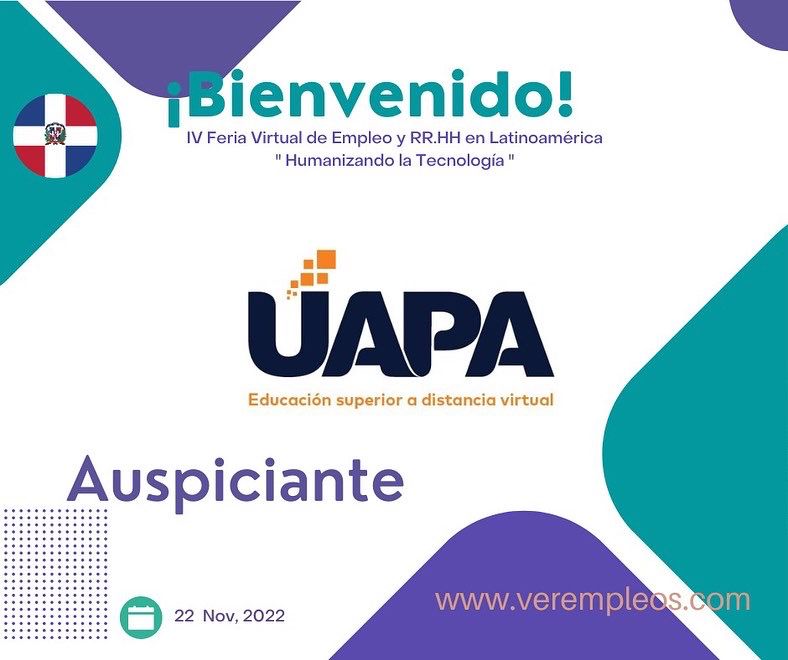 ¡Bienvenido!
IV Feria Virtual de Empleo y RR.HH en Latinoamérica
" Humanizando la Tecnología "
UAPA
Educación superior a distancia virtual
Auspiciante
22 Nov, 2022
www.verempleos.com